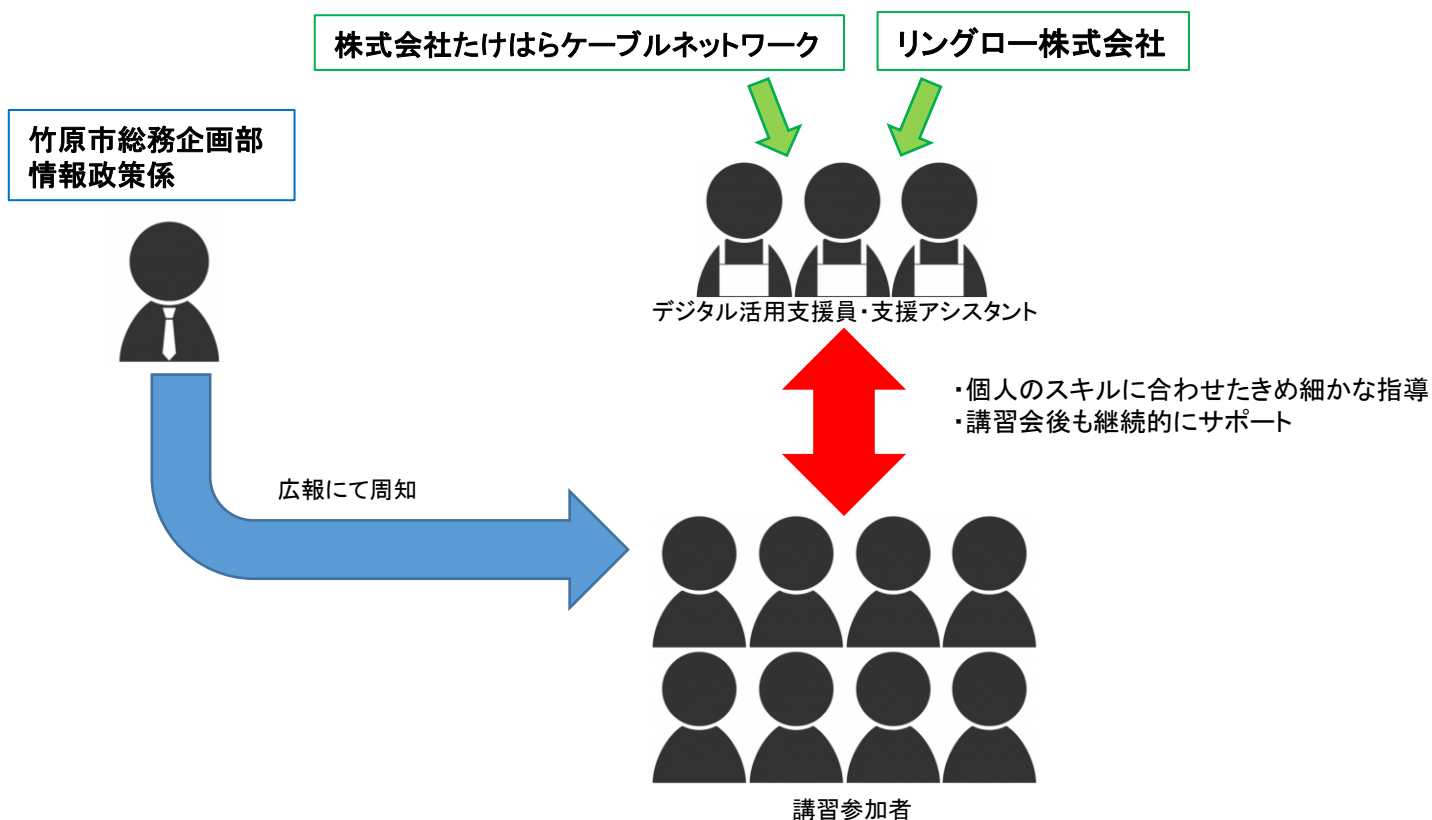 株式会社たけはらケーブルネットワーク
リングロー株式会社
竹原市総務企画部
情報政策係
デジタル活用支援員・支援アシスタント
・個人のスキルに合わせたきめ細かな指導
・講習会後も継続的にサポート
広報にて周知
講習参加者